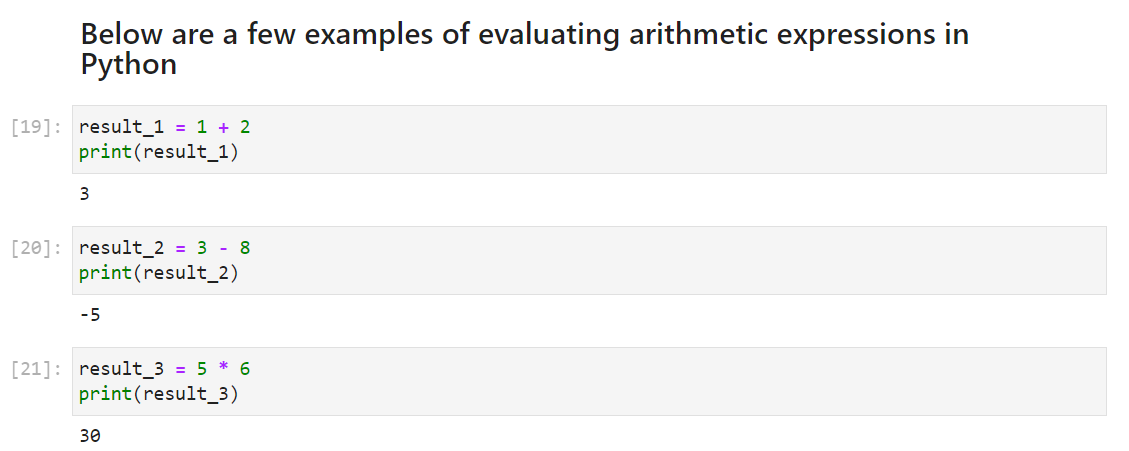 Below are a few examples of evaluating arithmetic expressions in
Python
[19]: result_1 = 1 + 2
print(result_1)
3
[20]: result_2 = 3 - 8
print(result_2)
-5
[21]: result_3 = 5 * 6
print(result_3)
30